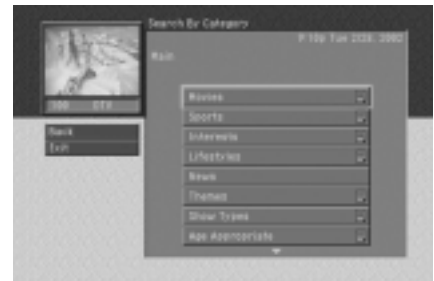 Search By Category
Main
Movies
Sports
Interests
Lifestyles
News
Themes
Show Types
Age Appropriate
Back
Exit